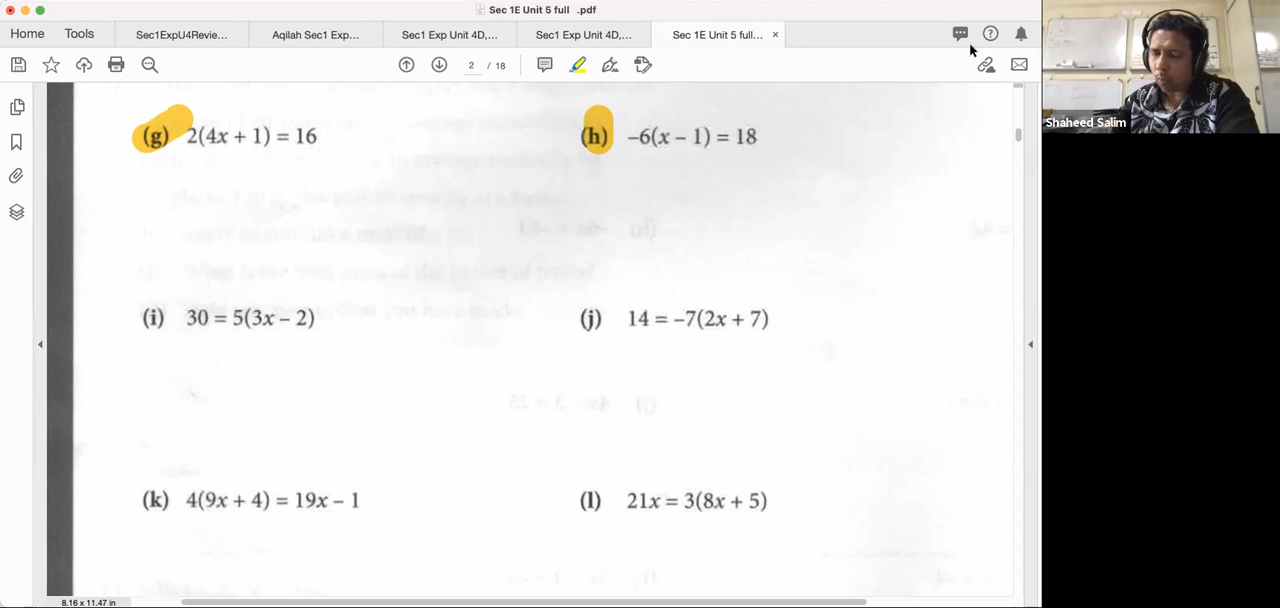 Sec 1E Unit 5 full .pdf
Home Tools Sec1ExpU4Revie... Aqilah Sec1 Exp... Sec1 Exp Unit 4D,... Sec1 Exp Unit 4D,... Sec 1E Unit 5 full... ×
2 / 18
Shaheed Salim
(g) 2(4x + 1) = 16 (h) –6(x – 1) = 18
(i) 30 = 5(3x – 2) (j) 14 = –7(2x + 7)
(k) 4(9x + 4) = 19x – 1 (l) 21x = 3(8x + 5)
8.16 x 11.47 in